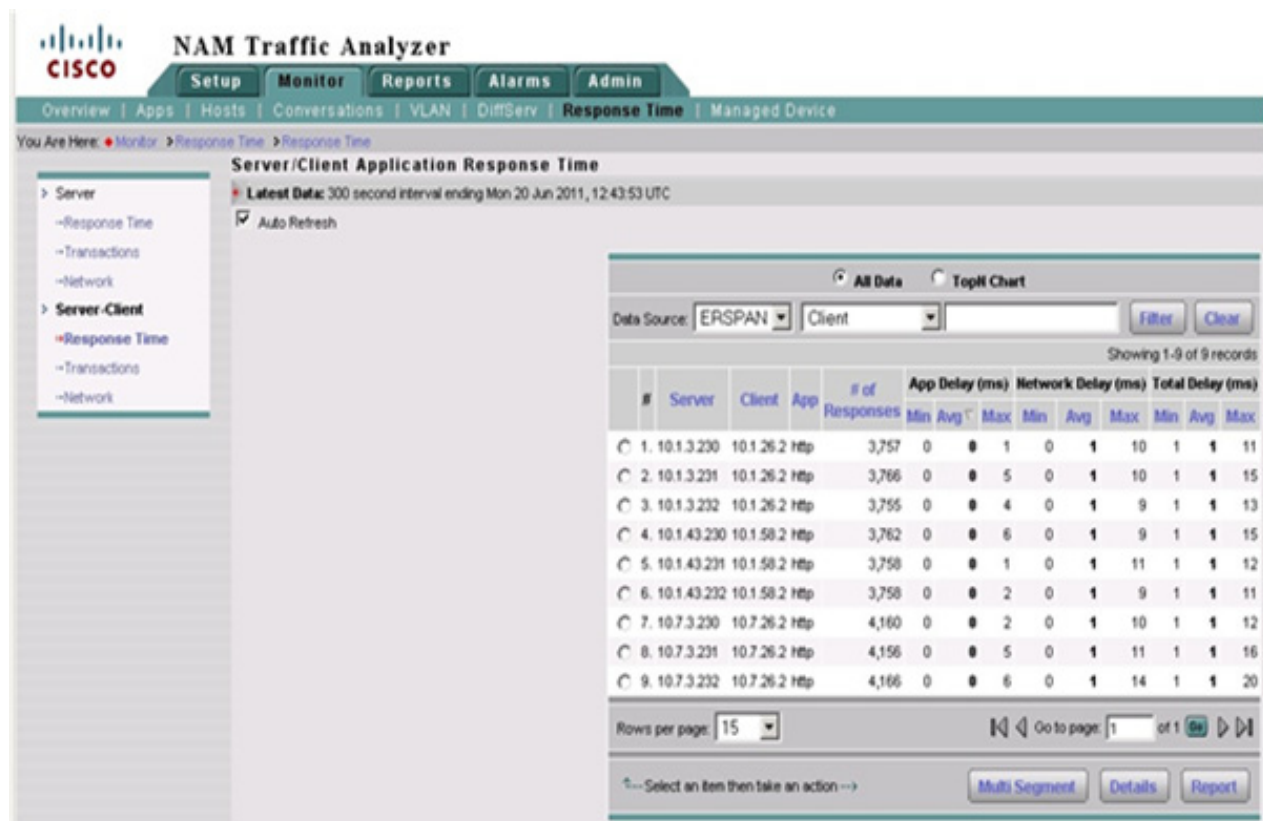 CISCO
NAM Traffic Analyzer
Setup Monitor Reports Alarms Admin
Overview | Apps | Hosts | Conversations | VLAN | DiffServ | Response Time | Managed Device
You Are Here: Monitor > Response Time > Response Time
Server/Client Application Response Time
Latest Data: 300 second interval ending Mon 20 Jun 2011, 12:43:53 UTC
Auto Refresh
> Server
Response Time
Transactions
Network
> Server-Client
Response Time
Transactions
Network
All Data TopN Chart
Data Source: ERSPAN Client Filter Clear
Showing 1-9 of 9 records
# Server Client App # of Responses App Delay (ms) Network Delay (ms) Total Delay (ms)
Min Avg Max Min Avg Max Min Avg Max
1. 10.1.3.230 10.1.26.2 http 3,757 0 0 1 0 1 10 1 1 11
2. 10.1.3.231 10.1.26.2 http 3,766 0 0 5 0 1 10 1 1 15
3. 10.1.3.232 10.1.26.2 http 3,755 0 0 4 0 1 9 1 1 13
4. 10.1.43.230 10.1.58.2 http 3,762 0 0 6 0 1 9 1 1 15
5. 10.1.43.231 10.1.58.2 http 3,758 0 0 1 0 1 11 1 1 12
6. 10.1.43.232 10.1.58.2 http 3,758 0 0 2 0 1 9 1 1 11
7. 10.7.3.230 10.7.26.2 http 4,160 0 0 2 0 1 10 1 1 12
8. 10.7.3.231 10.7.26.2 http 4,156 0 0 5 0 1 11 1 1 16
9. 10.7.3.232 10.7.26.2 http 4,166 0 0 6 0 1 14 1 1 20
Rows per page: 15 Go to page: 1 of 1 Go
Select an item then take an action --> Multi Segment Details Report